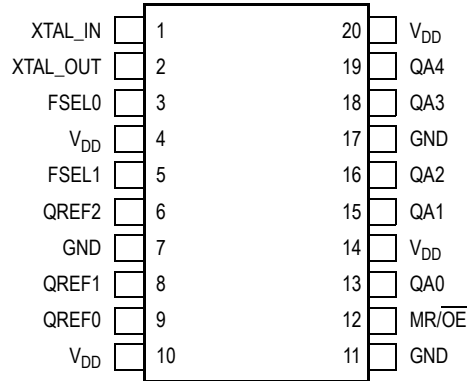 XTAL_IN 1 20 VDD
XTAL_OUT 2 19 QA4
FSEL0 3 18 QA3
VDD 4 17 GND
FSEL1 5 16 QA2
QREF2 6 15 QA1
GND 7 14 VDD
QREF1 8 13 QA0
QREF0 9 12 MR/O̅E̅
VDD 10 11 GND